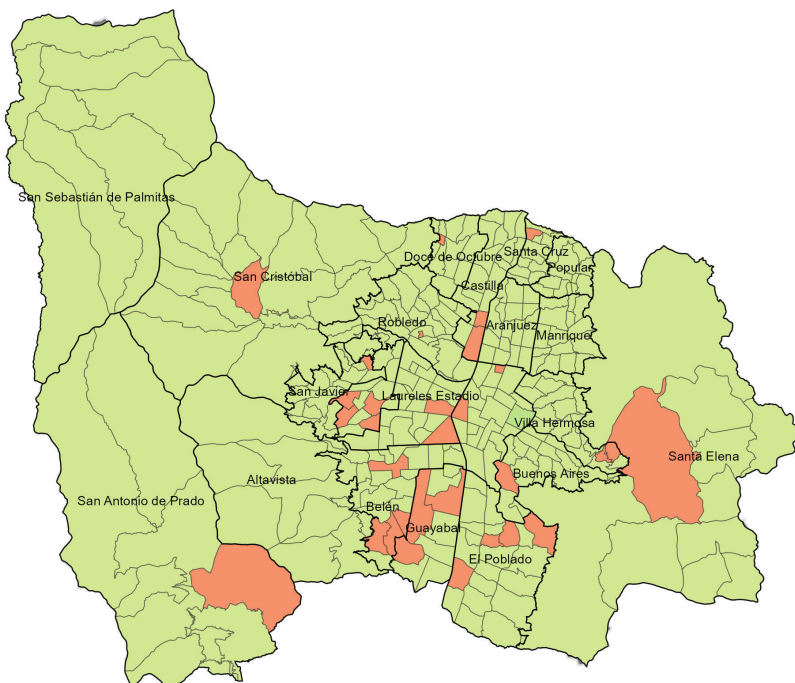 San Sebastián de Palmitas
San Cristóbal
Doce de Octubre
Santa Cruz
Popular
Castilla
Robledo
Aranjuez
Manrique
San Javier
Laureles Estadio
Villa Hermosa
Santa Elena
Buenos Aires
Altavista
San Antonio de Prado
Belén
Guayabal
El Poblado